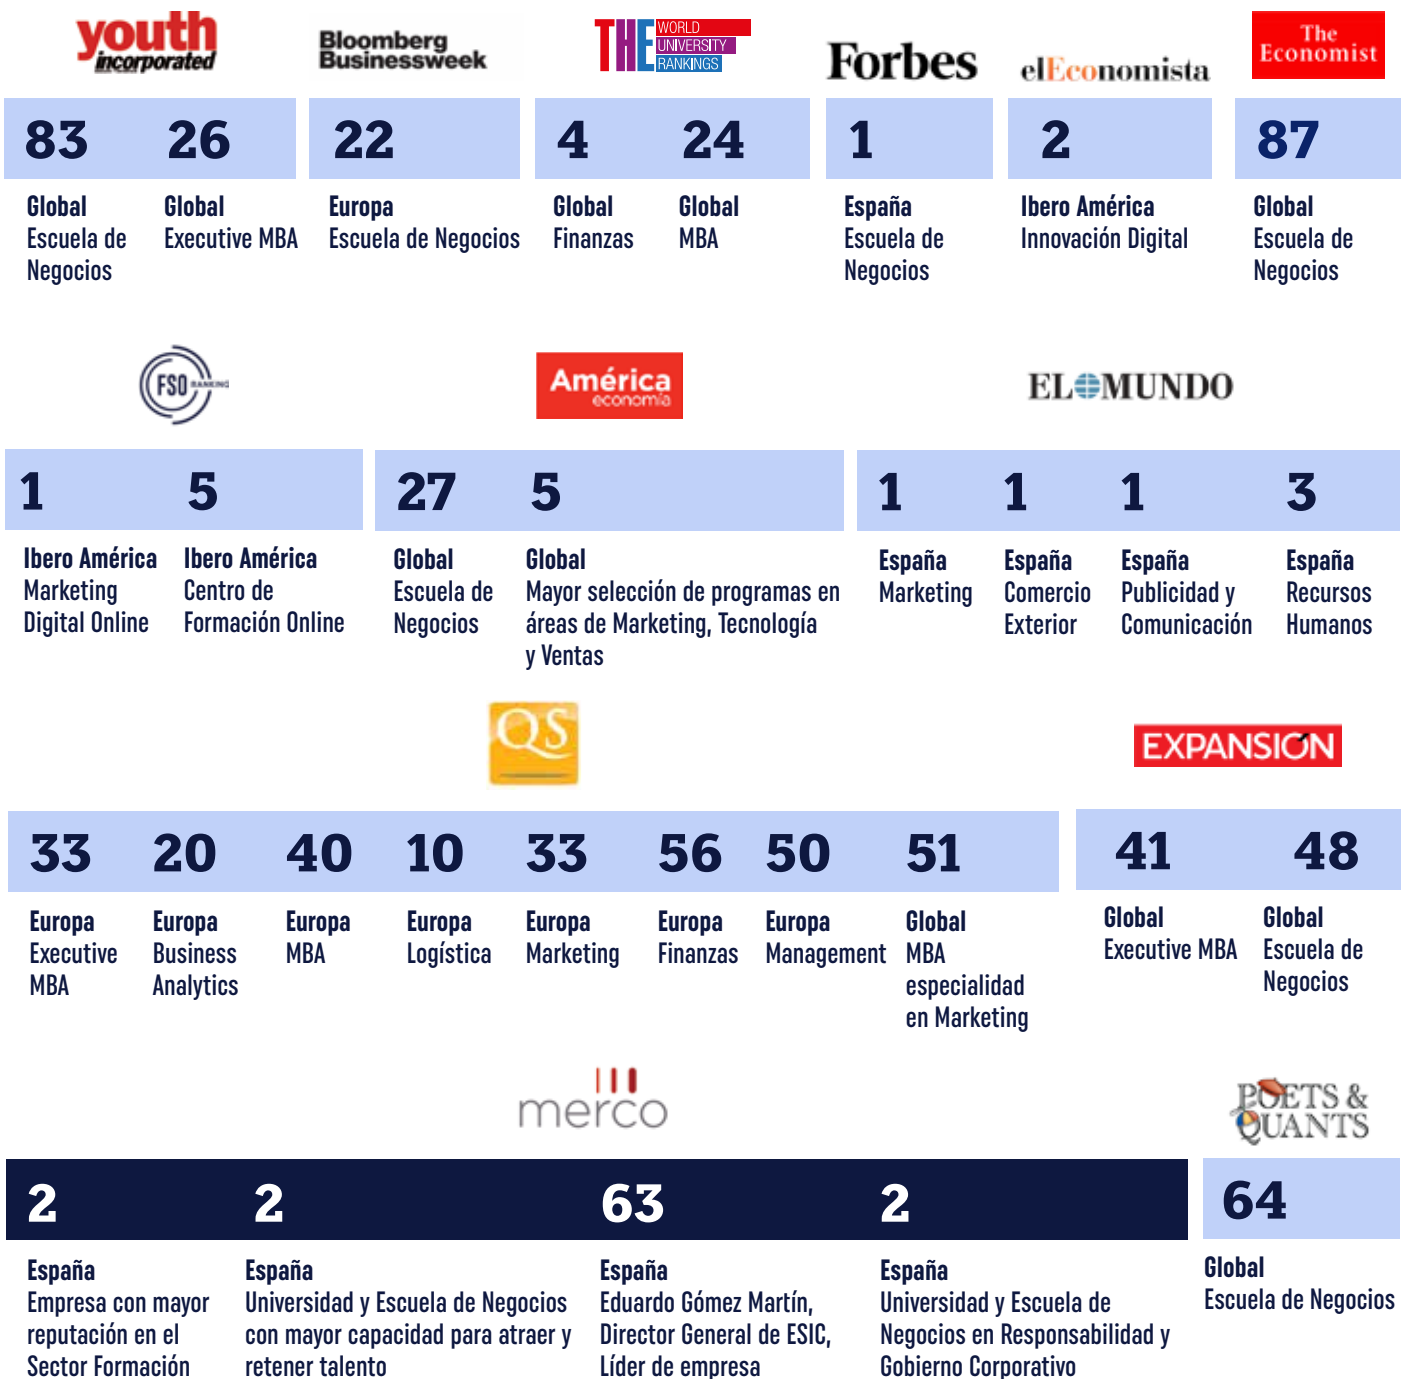 youth
incorporated
Bloomberg
Businessweek
THE WORLD
UNIVERSITY
RANKINGS
Forbes
elEconomista
The
Economist
83 26
22
4 24
1
2
87
Global
Escuela de
Negocios
Global
Executive MBA
Europa
Escuela de Negocios
Global
Finanzas
Global
MBA
España
Escuela de
Negocios
Ibero América
Innovación Digital
Global
Escuela de
Negocios
FSO RANKING
América
economía
EL MUNDO
1 5
27 5
1 1 1 3
Ibero América
Marketing
Digital Online
Ibero América
Centro de
Formación Online
Global
Escuela de
Negocios
Global
Mayor selección de programas en
áreas de Marketing, Tecnología
y Ventas
España
Marketing
España
Comercio
Exterior
España
Publicidad y
Comunicación
España
Recursos
Humanos
QS
EXPANSIÓN
33 20 40 10 33 56 50 51
41 48
Europa
Executive
MBA
Europa
Business
Analytics
Europa
MBA
Europa
Logística
Europa
Marketing
Europa
Finanzas
Europa
Management
Global
MBA
especialidad
en Marketing
Global
Executive MBA
Global
Escuela de
Negocios
merco
POETS &
QUANTS
2 2 63 2
64
España
Empresa con mayor
reputación en el
Sector Formación
España
Universidad y Escuela de Negocios
con mayor capacidad para atraer y
retener talento
España
Eduardo Gómez Martín,
Director General de ESIC,
Líder de empresa
España
Universidad y Escuela de
Negocios en Responsabilidad y
Gobierno Corporativo
Global
Escuela de Negocios